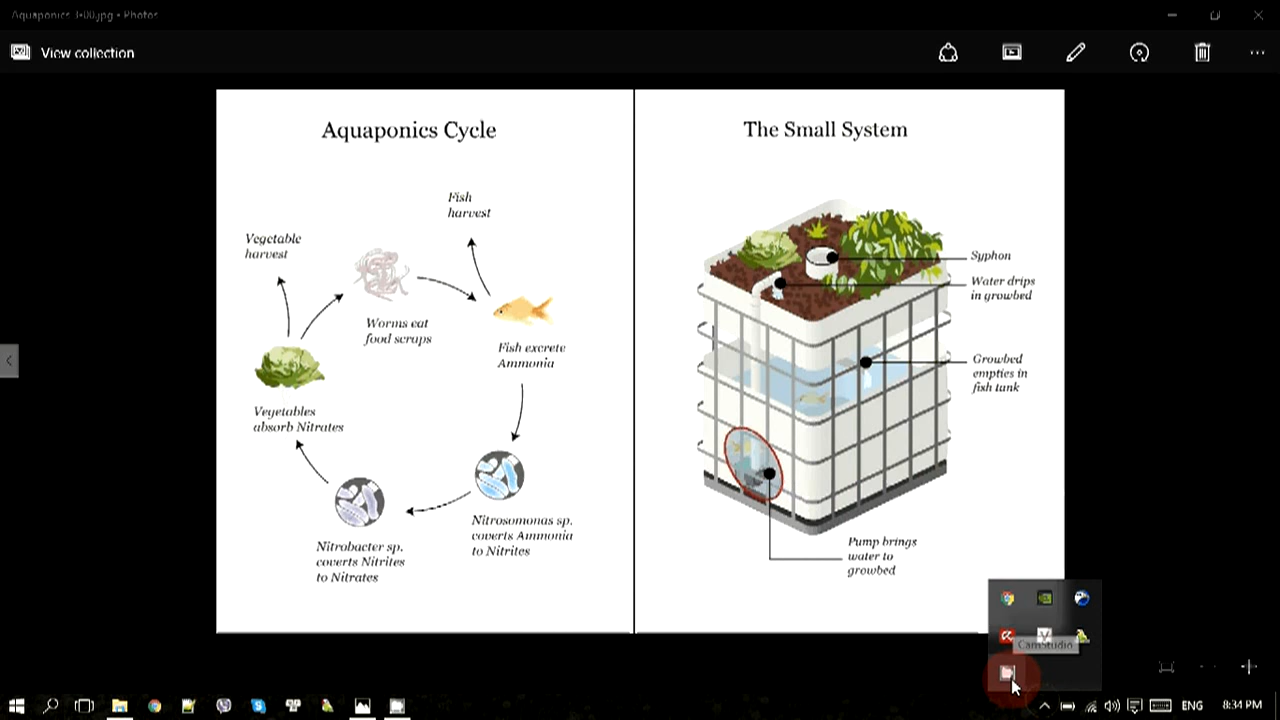 Aquaponics 1-00.jpg • Photos
View collection
Aquaponics Cycle
Fish
harvest
Vegetable
harvest
Worms eat
food scraps
Fish excrete
Ammonia
Vegetables
absorb Nitrates
Nitrosomonas sp.
coverts Ammonia
to Nitrites
Nitrobacter sp.
coverts Nitrites
to Nitrates
The Small System
Syphon
Water drips
in growbed
Growbed
empties in
fish tank
Pump brings
water to
growbed
CamStudio
ENG
8:34 PM